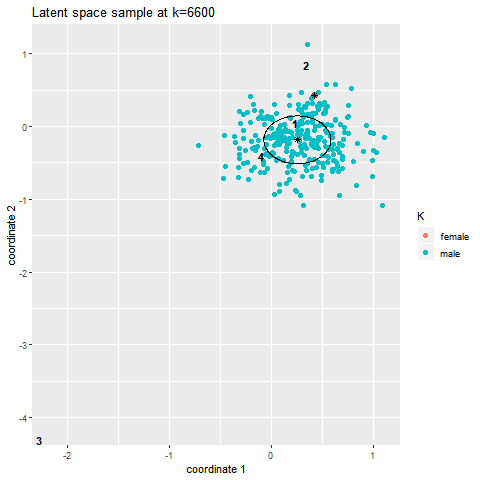 Latent space sample at k=6600
coordinate 2
1
0
-1
-2
-3
-4
2
1
4
3
-2
-1
0
1
coordinate 1
K
female
male